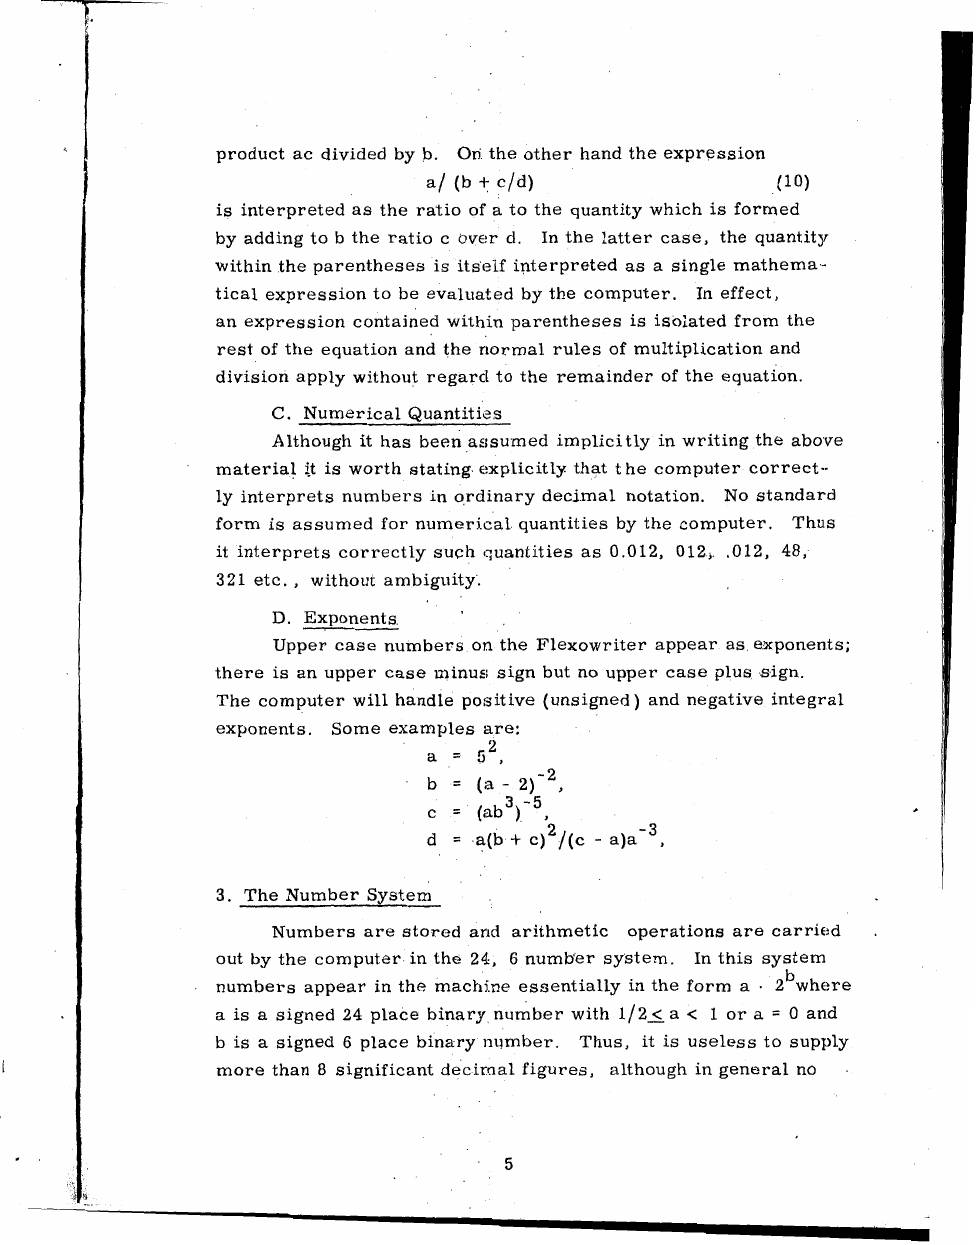 product ac divided by b. On the other hand the expression
a/ (b + c/d) (10)
is interpreted as the ratio of a to the quantity which is formed
by adding to b the ratio c over d. In the latter case, the quantity
within the parentheses is itself interpreted as a single mathema-
tical expression to be evaluated by the computer. In effect,
an expression contained within parentheses is isolated from the
rest of the equation and the normal rules of multiplication and
division apply without regard to the remainder of the equation.
C. Numerical Quantities
Although it has been assumed implicitly in writing the above
material it is worth stating explicitly that the computer correct-
ly interprets numbers in ordinary decimal notation. No standard
form is assumed for numerical quantities by the computer. Thus
it interprets correctly such quantities as 0.012, 012, .012, 48,
321 etc., without ambiguity.
D. Exponents
Upper case numbers on the Flexowriter appear as exponents;
there is an upper case minus sign but no upper case plus sign.
The computer will handle positive (unsigned) and negative integral
exponents. Some examples are:
a = 5²,
b = (a - 2)⁻²,
c = (ab³)⁻⁵,
d = a(b + c)²/(c - a)a⁻³,
3. The Number System
Numbers are stored and arithmetic operations are carried
out by the computer in the 24, 6 number system. In this system
numbers appear in the machine essentially in the form a · 2ᵇ where
a is a signed 24 place binary number with 1/2 ≤ a < 1 or a = 0 and
b is a signed 6 place binary number. Thus, it is useless to supply
more than 8 significant decimal figures, although in general no
5